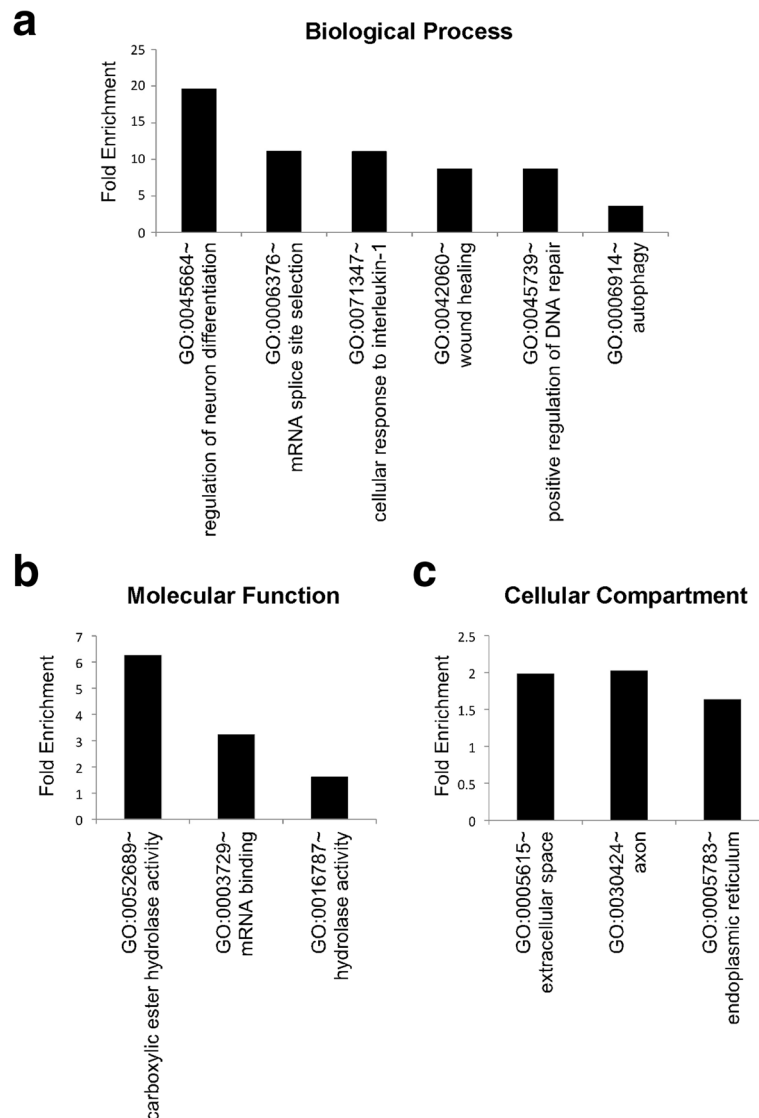 a
Biological Process
Fold Enrichment
25
20
15
10
5
0
GO:0045664~
regulation of neuron differentiation
GO:0006376~
mRNA splice site selection
GO:0071347~
cellular response to interleukin-1
GO:0042060~
wound healing
GO:0045739~
positive regulation of DNA repair
GO:0006914~
autophagy
b
Molecular Function
Fold Enrichment
7
6
5
4
3
2
1
0
GO:0052689~
carboxylic ester hydrolase activity
GO:0003729~
mRNA binding
GO:0016787~
hydrolase activity
c
Cellular Compartment
Fold Enrichment
2.5
2
1.5
1
0.5
0
GO:0005615~
extracellular space
GO:0030424~
axon
GO:0005783~
endoplasmic reticulum